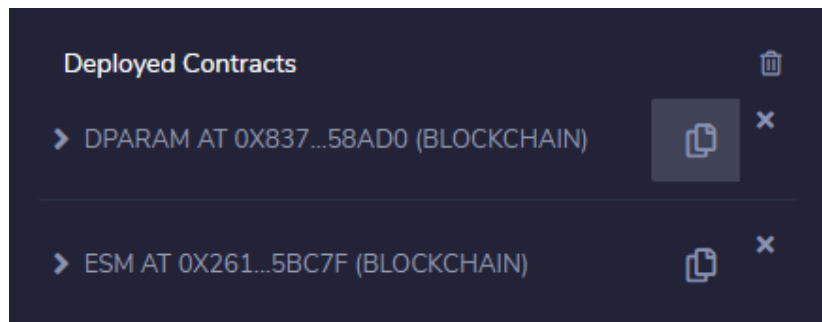 Deployed Contracts
DPARAM AT 0X837...58AD0 (BLOCKCHAIN)
ESM AT 0X261...5BC7F (BLOCKCHAIN)